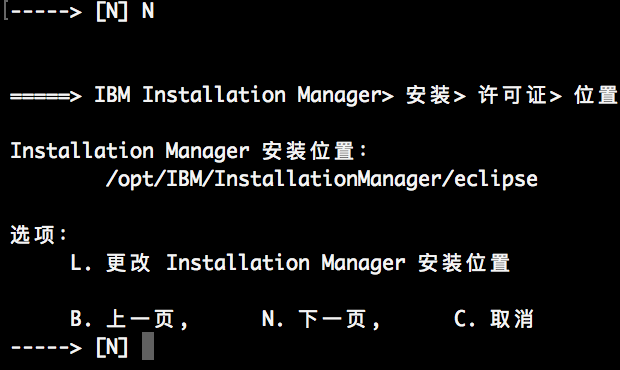 -----> [N] N
=====> IBM Installation Manager> 安装> 许可证> 位置
Installation Manager 安装位置：
/opt/IBM/InstallationManager/eclipse
选项：
L. 更改 Installation Manager 安装位置
B. 上一页， N. 下一页， C. 取消
-----> [N]